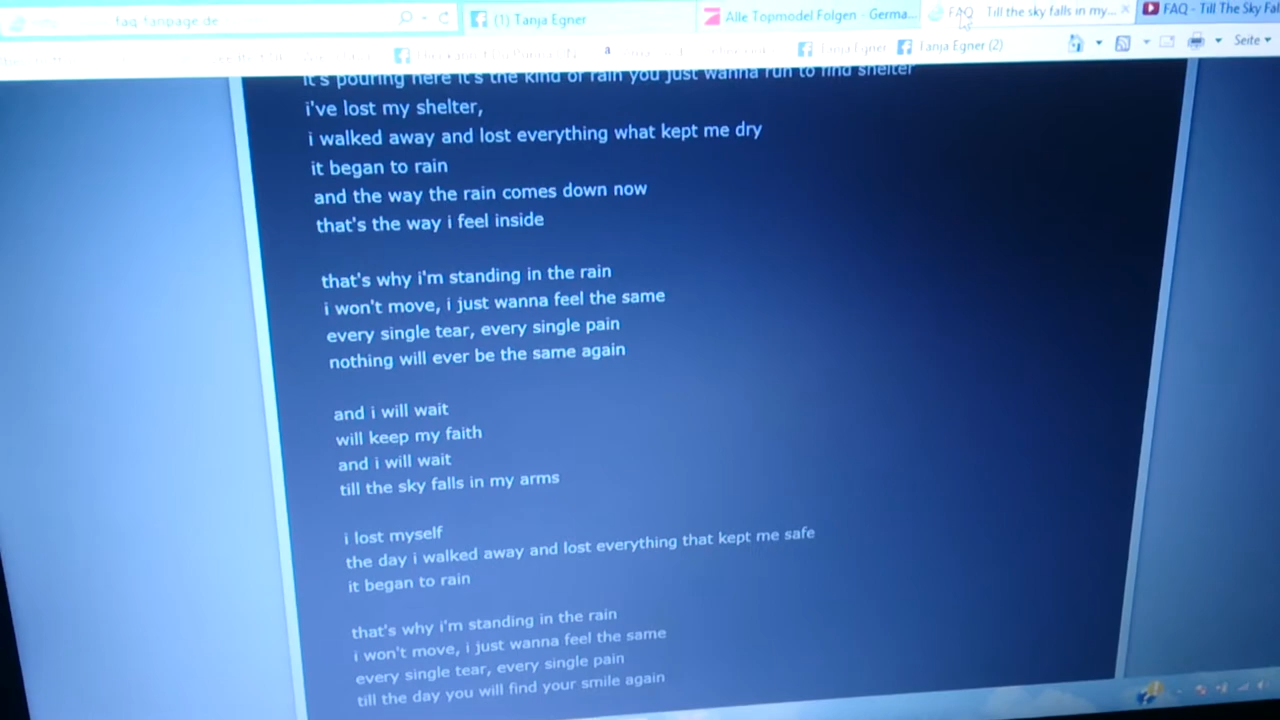 faq fanpage.de
(1) Tanja Egner
Alle Topmodel Folgen - Germa...
FAQ Till the sky falls in my...
FAQ - Till The Sky Fal
Tanja Egner
Tanja Egner (2)
Seite
it's pouring here it's the kind of rain you just wanna run to find shelter
i've lost my shelter,
i walked away and lost everything what kept me dry
it began to rain
and the way the rain comes down now
that's the way i feel inside
that's why i'm standing in the rain
i won't move, i just wanna feel the same
every single tear, every single pain
nothing will ever be the same again
and i will wait
will keep my faith
and i will wait
till the sky falls in my arms
i lost myself
the day i walked away and lost everything that kept me safe
it began to rain
that's why i'm standing in the rain
i won't move, i just wanna feel the same
every single tear, every single pain
till the day you will find your smile again